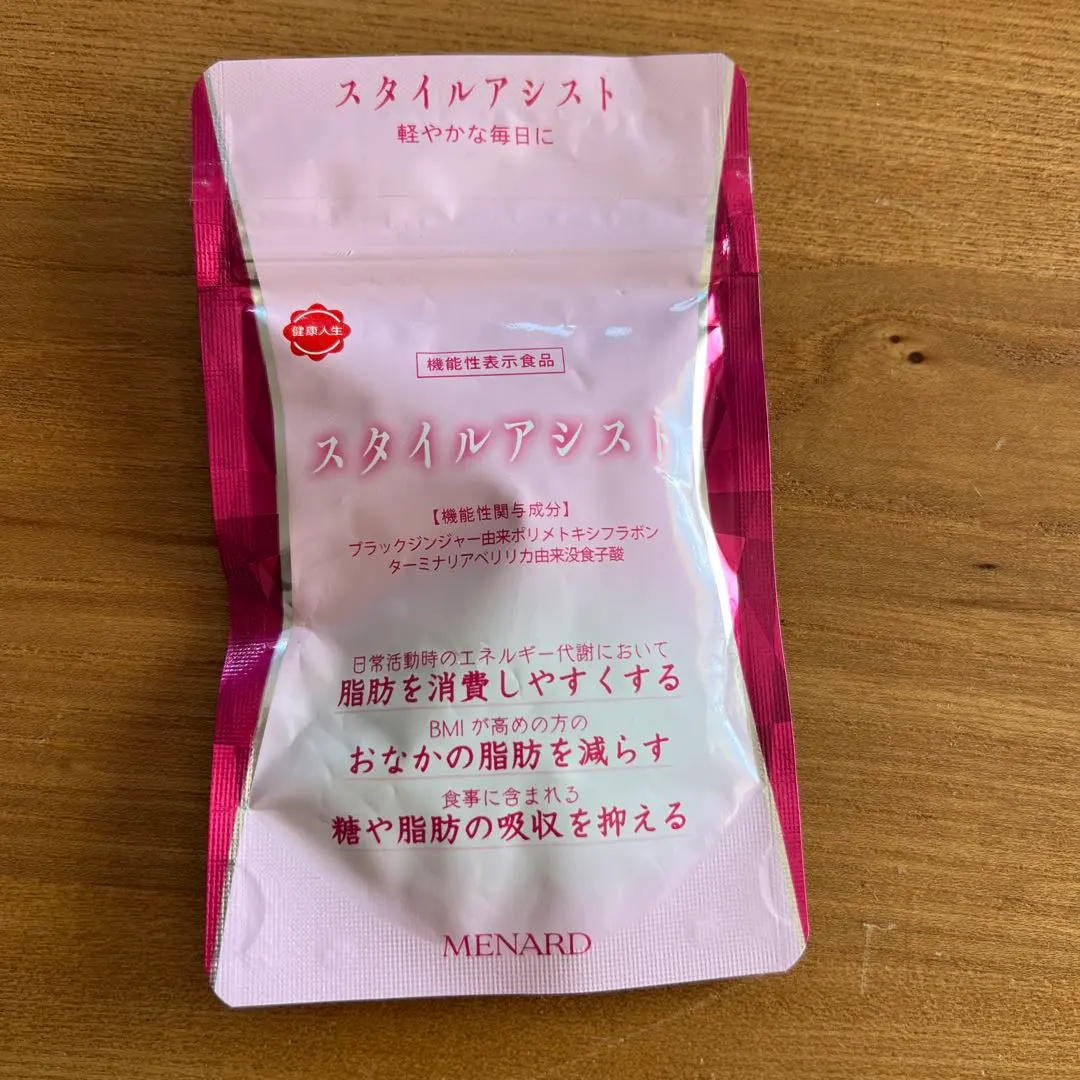 スタイルアシスト
軽やかな毎日に
健康人生
機能性表示食品
スタイルアシスト
【機能性関与成分】
ブラックジンジャー由来ポリメトキシフラボン
ターミナリアベリリカ由来没食子酸
日常活動時のエネルギー代謝において
脂肪を消費しやすくする
BMIが高めの方の
おなかの脂肪を減らす
食事に含まれる
糖や脂肪の吸収を抑える
MENARD